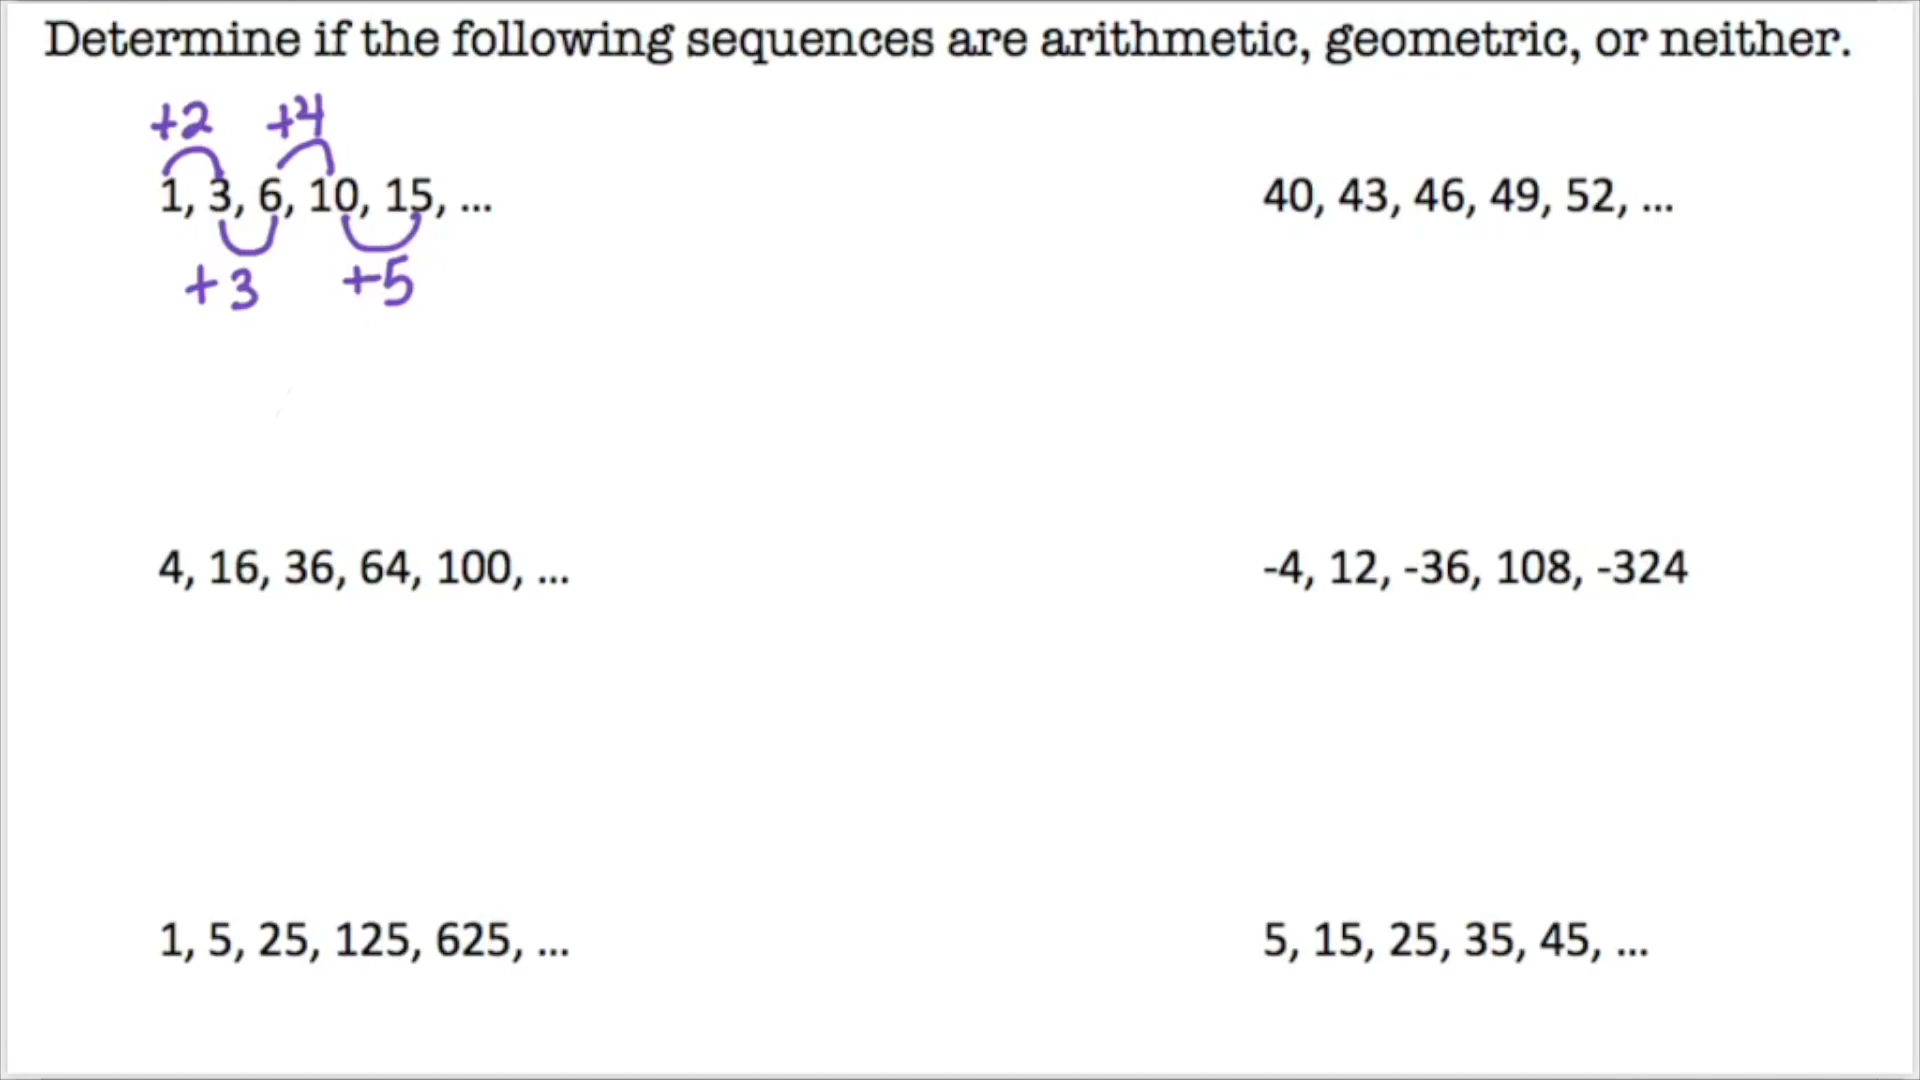 Determine if the following sequences are arithmetic, geometric, or neither.
+2 +4
1, 3, 6, 10, 15, ...
+3 +5
40, 43, 46, 49, 52, ...
4, 16, 36, 64, 100, ...
-4, 12, -36, 108, -324
1, 5, 25, 125, 625, ...
5, 15, 25, 35, 45, ...